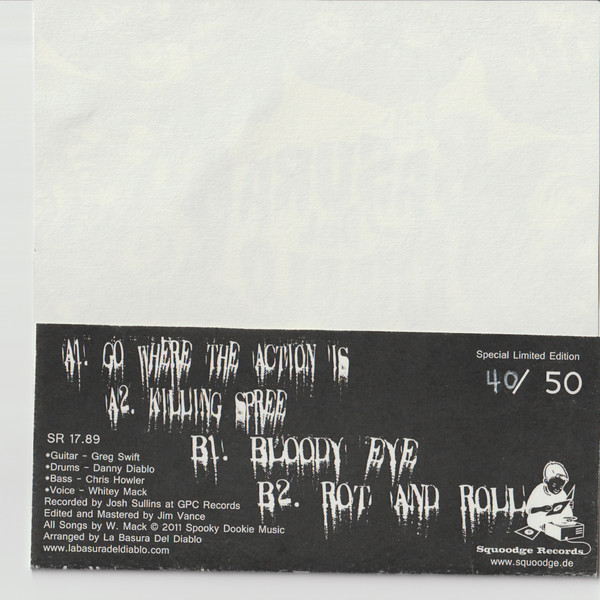 A1. GO WHERE THE ACTION IS
Special Limited Edition
40/ 50
A2. KILLING SPREE
B1. BLOODY EYE
B2. ROT AND ROLL
SR 17.89
•Guitar - Greg Swift
•Drums - Danny Diablo
•Bass - Chris Howler
•Voice - Whitey Mack
Recorded by Josh Sullins at GPC Records
Edited and Mastered by Jim Vance
All Songs by W. Mack © 2011 Spooky Dookie Music
Arranged by La Basura Del Diablo
www.labasuradeldiablo.com
Squoodge Records
www.squoodge.de